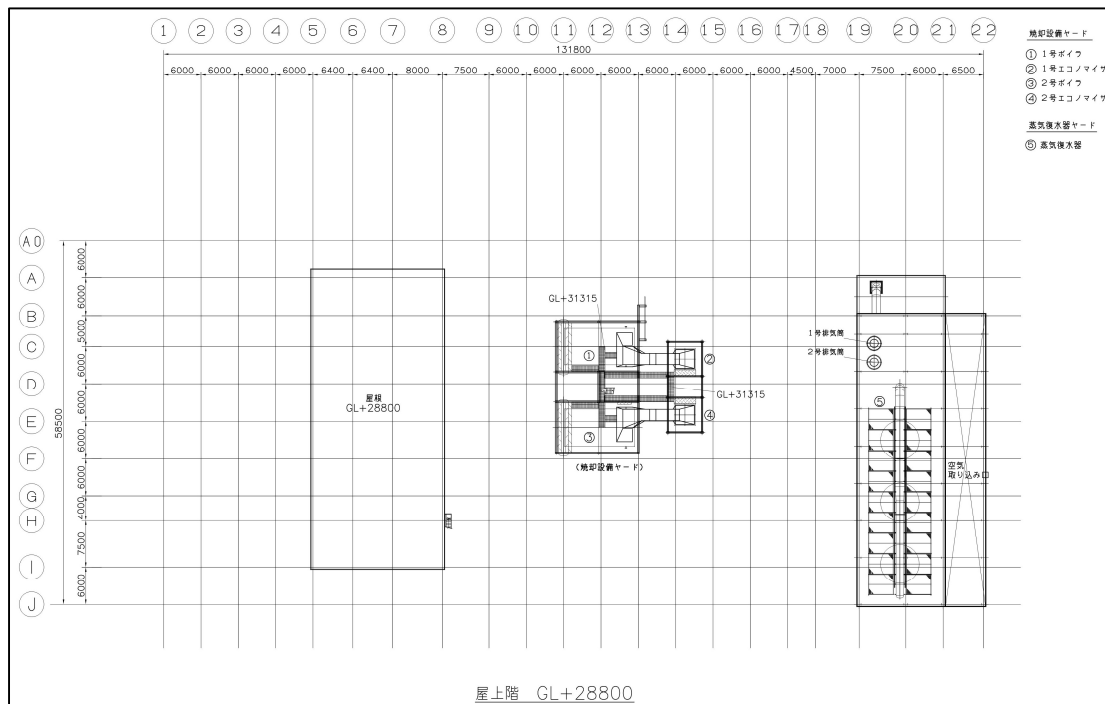 1 2 3 4 5 6 7 8 9 10 11 12 13 14 15 16 17 18 19 20 21 22
131800
6000 6000 6000 6000 6400 6400 8000 7500 6000 6000 6000 6000 6000 6000 6000 6000 4500 7000 7500 6000 6500
焼却設備ヤード
① 1号ボイラ
② 1号エコノマイザ
③ 2号ボイラ
④ 2号エコノマイザ
蒸気復水器ヤード
⑤ 蒸気復水器
A0
6000
A
6000
B
5000
C
6000
D
6000
E
6000
F
6000
G
4000
H
7500
I
6000
J
58500
屋根
GL+28800
GL+31315
①
②
GL+31315
③
④
(焼却設備ヤード)
1号排気筒
2号排気筒
⑤
空気
取り込み口
屋上階 GL+28800